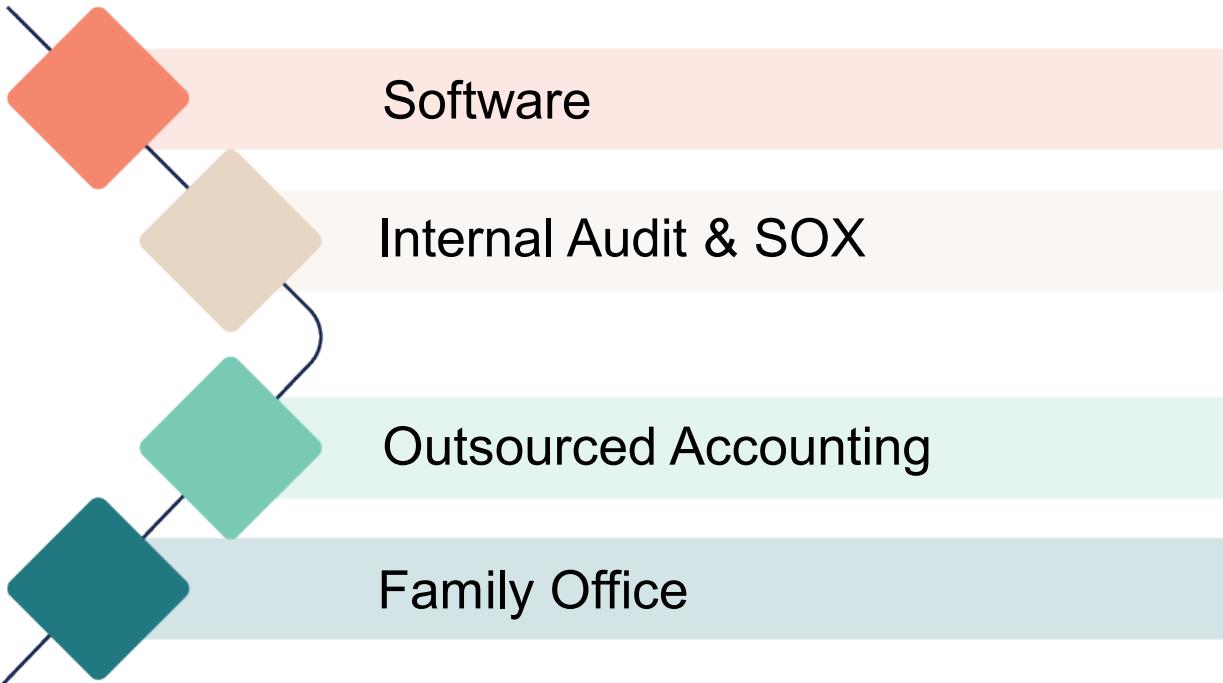 Software
Internal Audit & SOX
Outsourced Accounting
Family Office